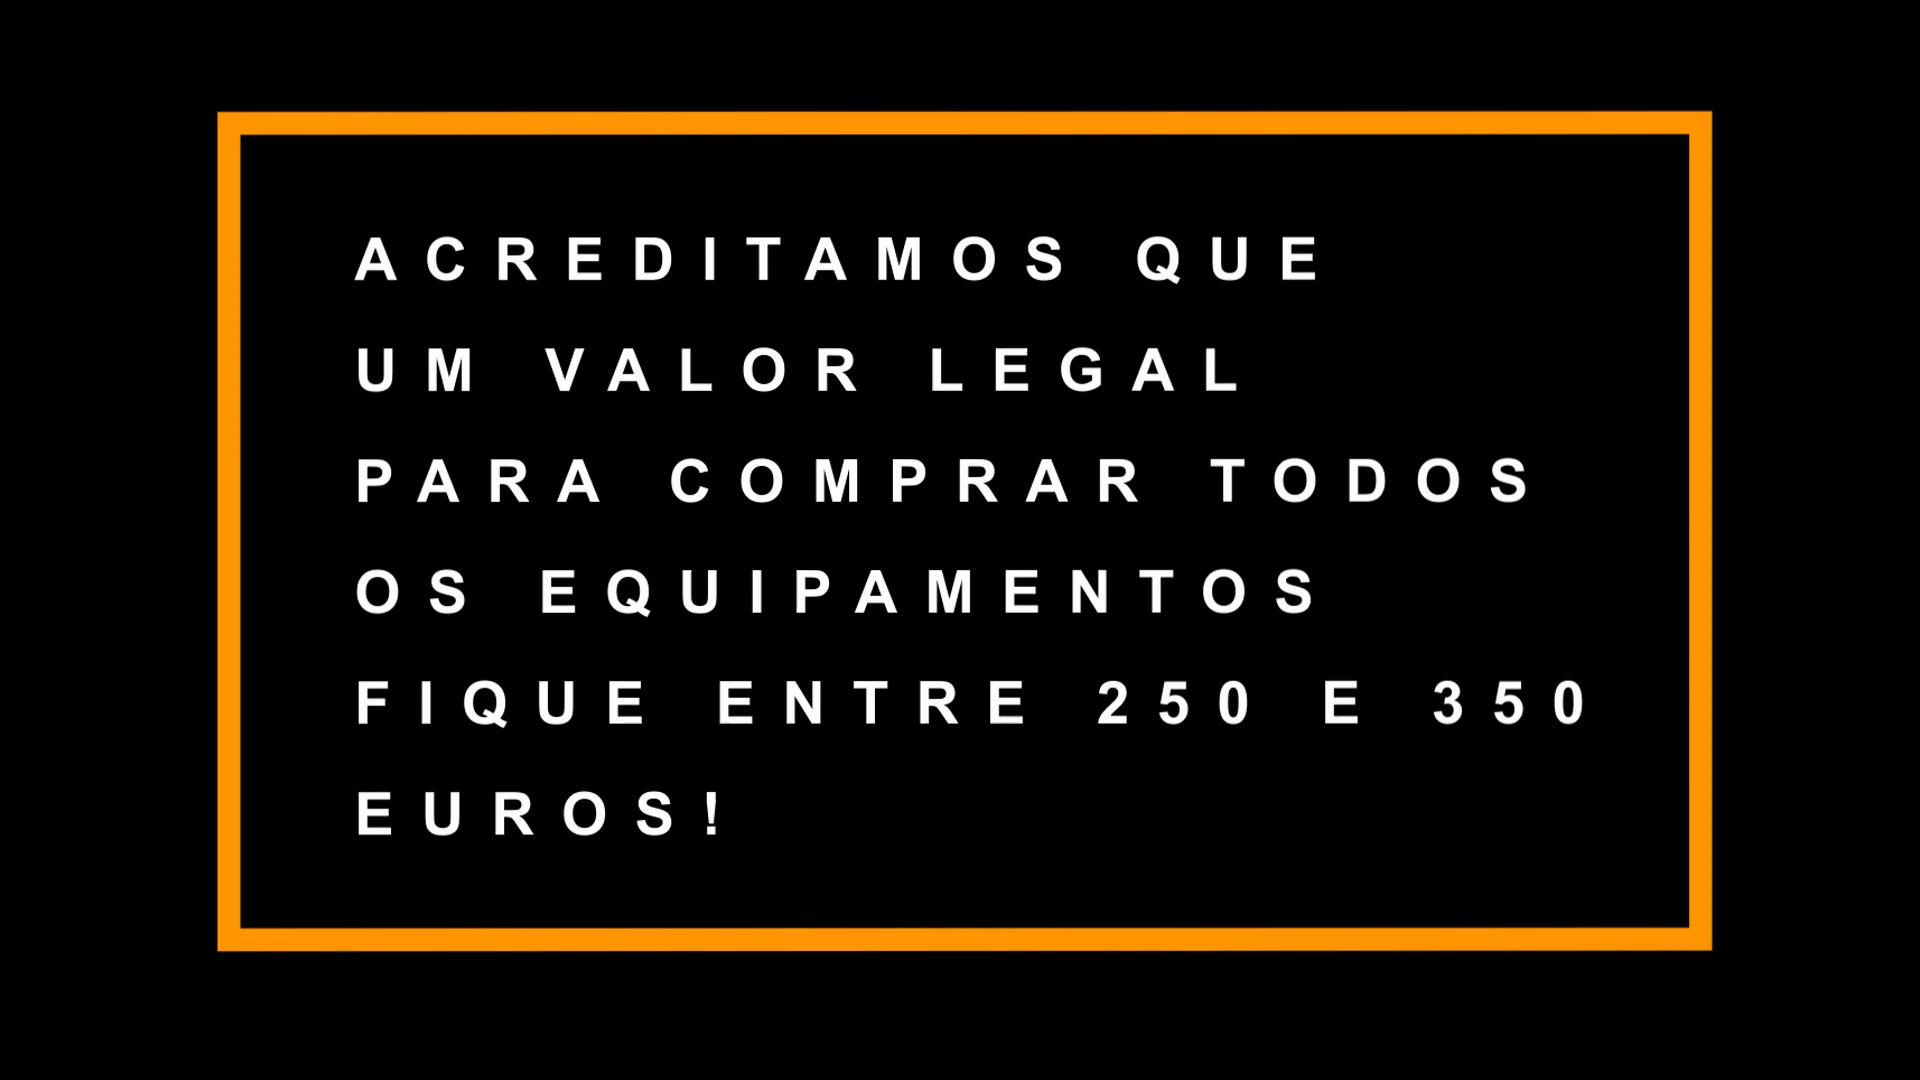 ACREDITAMOS QUE
UM VALOR LEGAL
PARA COMPRAR TODOS
OS EQUIPAMENTOS
FIQUE ENTRE 250 E 350
EUROS!